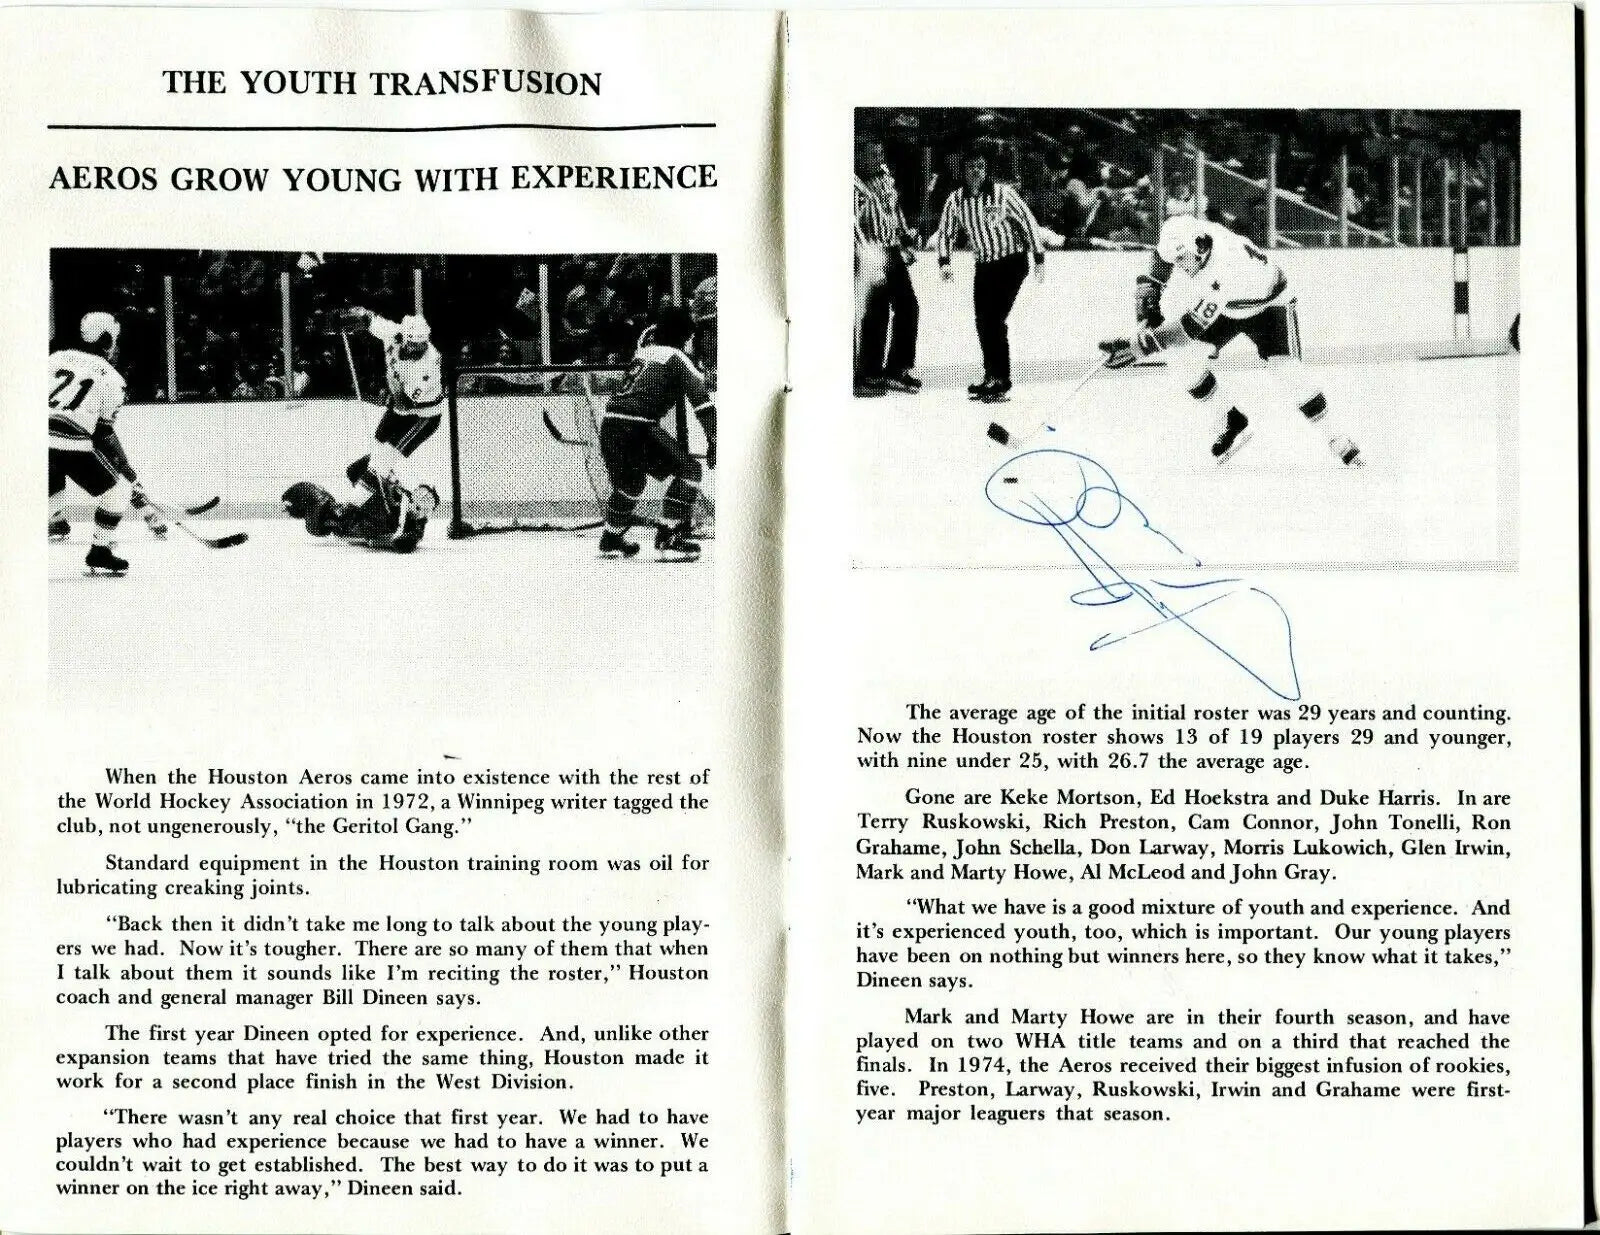 THE YOUTH TRANSFUSION
AEROS GROW YOUNG WITH EXPERIENCE
21
8
When the Houston Aeros came into existence with the rest of
the World Hockey Association in 1972, a Winnipeg writer tagged the
club, not ungenerously, “the Geritol Gang.”
Standard equipment in the Houston training room was oil for
lubricating creaking joints.
“Back then it didn’t take me long to talk about the young play-
ers we had. Now it’s tougher. There are so many of them that when
I talk about them it sounds like I’m reciting the roster,” Houston
coach and general manager Bill Dineen says.
The first year Dineen opted for experience. And, unlike other
expansion teams that have tried the same thing, Houston made it
work for a second place finish in the West Division.
“There wasn’t any real choice that first year. We had to have
players who had experience because we had to have a winner. We
couldn’t wait to get established. The best way to do it was to put a
winner on the ice right away,” Dineen said.
18
The average age of the initial roster was 29 years and counting.
Now the Houston roster shows 13 of 19 players 29 and younger,
with nine under 25, with 26.7 the average age.
Gone are Keke Mortson, Ed Hoekstra and Duke Harris. In are
Terry Ruskowski, Rich Preston, Cam Connor, John Tonelli, Ron
Grahame, John Schella, Don Larway, Morris Lukowich, Glen Irwin,
Mark and Marty Howe, Al McLeod and John Gray.
“What we have is a good mixture of youth and experience. And
it’s experienced youth, too, which is important. Our young players
have been on nothing but winners here, so they know what it takes,”
Dineen says.
Mark and Marty Howe are in their fourth season, and have
played on two WHA title teams and on a third that reached the
finals. In 1974, the Aeros received their biggest infusion of rookies,
five. Preston, Larway, Ruskowski, Irwin and Grahame were first-
year major leaguers that season.